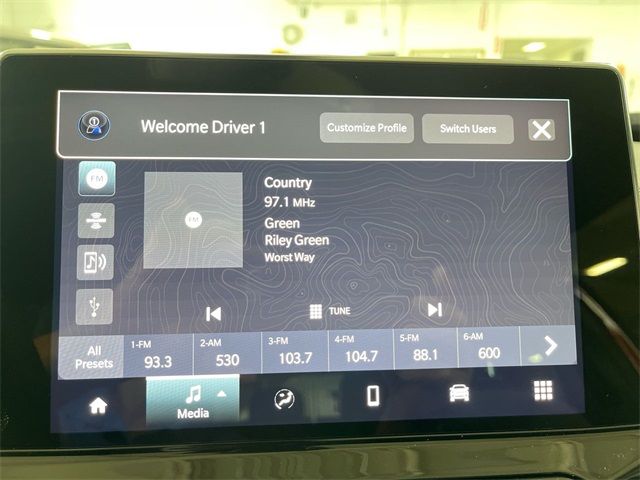 Welcome Driver 1
Customize Profile
Switch Users
FM
FM
Country
97.1 MHz
Green
Riley Green
Worst Way
TUNE
All Presets
1-FM
93.3
2-AM
530
3-FM
103.7
4-FM
104.7
5-FM
88.1
6-AM
600
Media